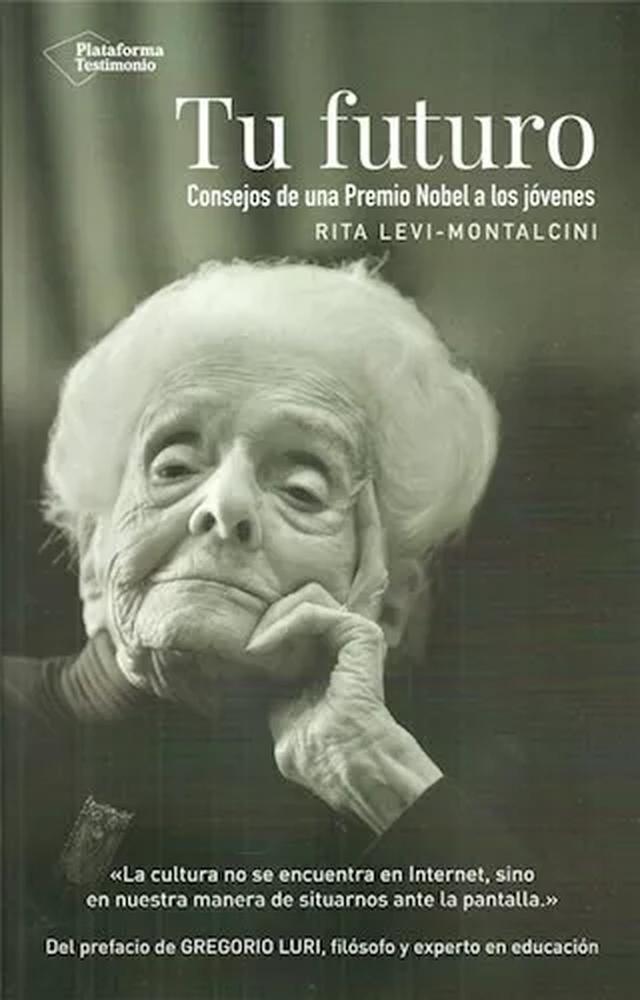 Plataforma
Testimonio
Tu futuro
Consejos de una Premio Nobel a los jóvenes
RITA LEVI-MONTALCINI
«La cultura no se encuentra en Internet, sino
en nuestra manera de situarnos ante la pantalla.»
Del prefacio de GREGORIO LURI, filósofo y experto en educación